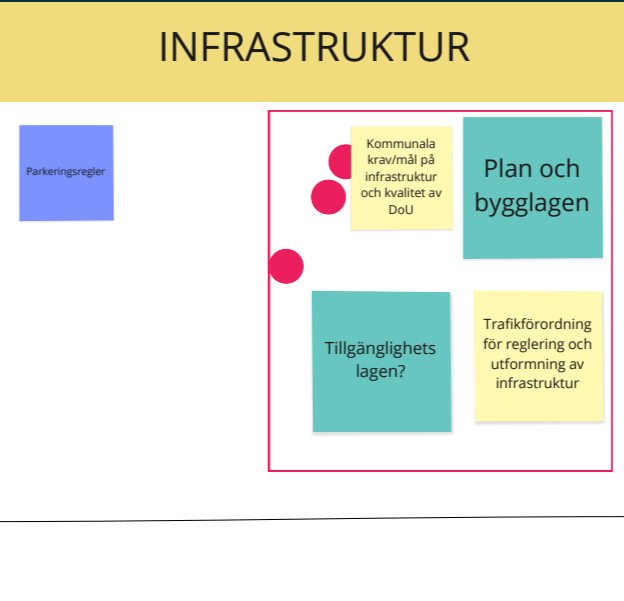 INFRASTRUKTUR
Parkeringsregler
Kommunala
krav/mål på
infrastruktur
och kvalitet av
DoU
Plan och
bygglagen
Tillgänglighets
lagen?
Trafikförordning
för reglering och
utformning av
infrastruktur